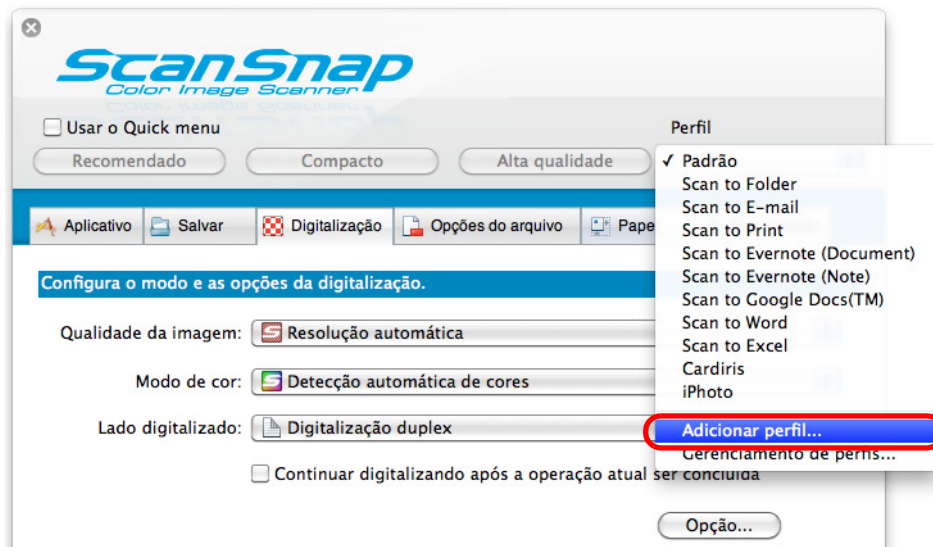 ScanSnap
Color Image Scanner
Usar o Quick menu
Perfil
Recomendado
Compacto
Alta qualidade
✓ Padrão
Scan to Folder
Scan to E-mail
Scan to Print
Scan to Evernote (Document)
Scan to Evernote (Note)
Scan to Google Docs(TM)
Scan to Word
Scan to Excel
Cardiris
iPhoto
Adicionar perfil...
Gerenciamento de perfis...
Aplicativo
Salvar
Digitalização
Opções do arquivo
Pape
Configura o modo e as opções da digitalização.
Qualidade da imagem:
Resolução automática
Modo de cor:
Detecção automática de cores
Lado digitalizado:
Digitalização duplex
Continuar digitalizando após a operação atual ser concluída
Opção...